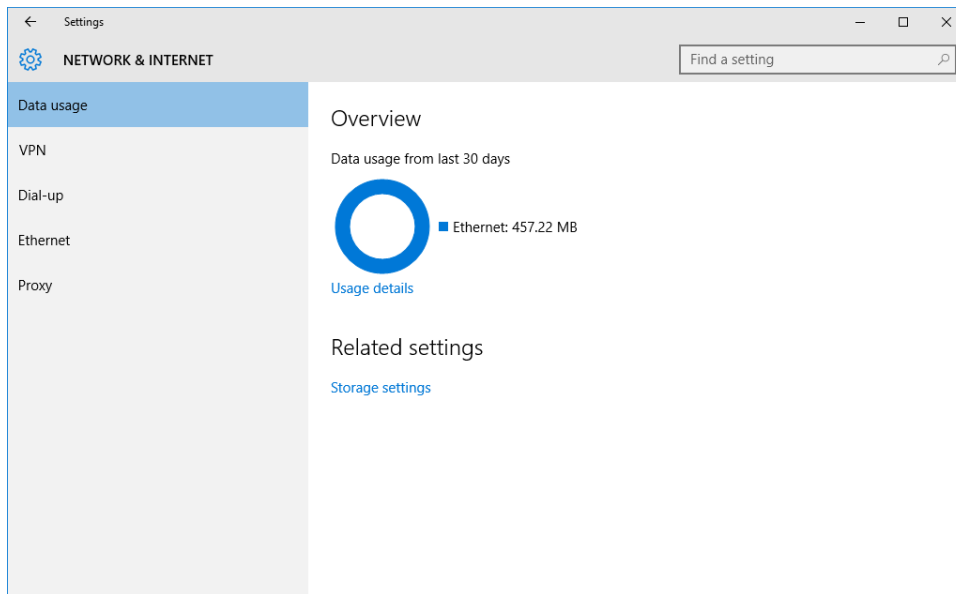 Settings
NETWORK & INTERNET
Find a setting
Data usage
VPN
Dial-up
Ethernet
Proxy
Overview
Data usage from last 30 days
Ethernet: 457.22 MB
Usage details
Related settings
Storage settings